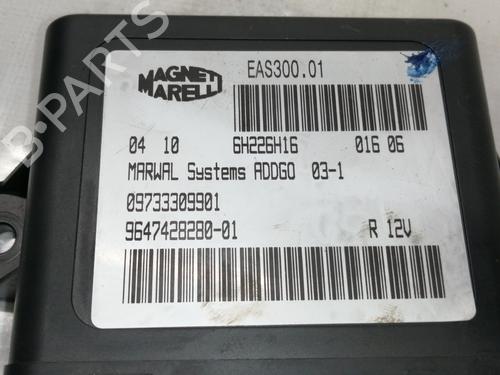 MAGNETI MARELLI
EAS300.01
04 10 6H226H16 016 06
MARWAL Systems ADDGO 03-1
09733309901
9647428280-01 R 12V
B-PARTS